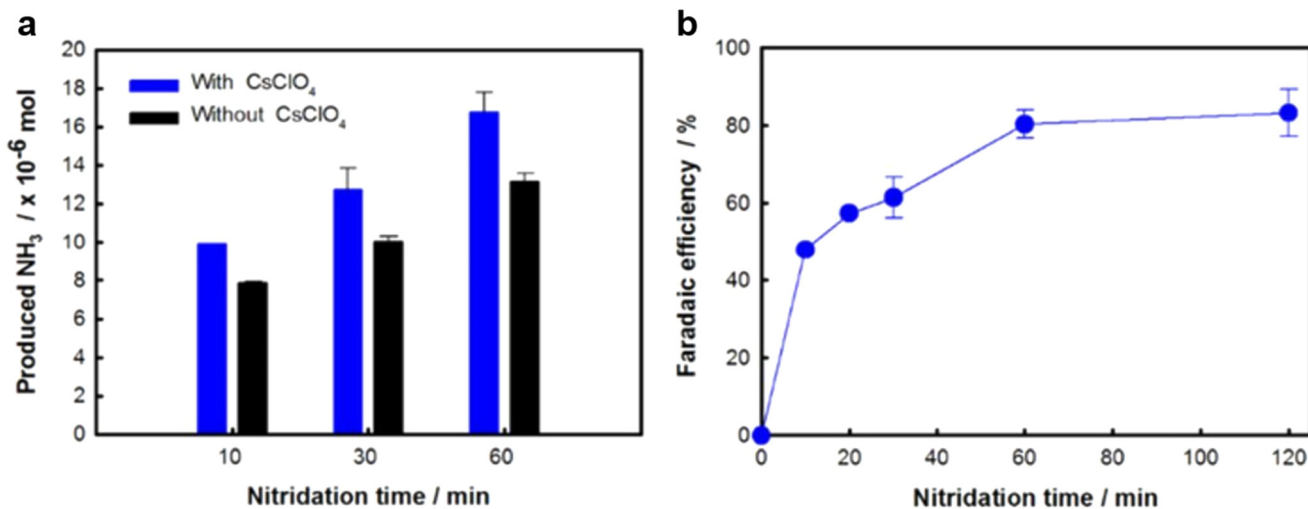 a
20
18
16
14
12
10
8
6
4
2
0
Produced NH3 / x 10-6 mol
With CsClO4
Without CsClO4
10 30 60
Nitridation time / min
b
100
80
60
40
20
0
Faradaic efficiency / %
0 20 40 60 80 100 120
Nitridation time / min